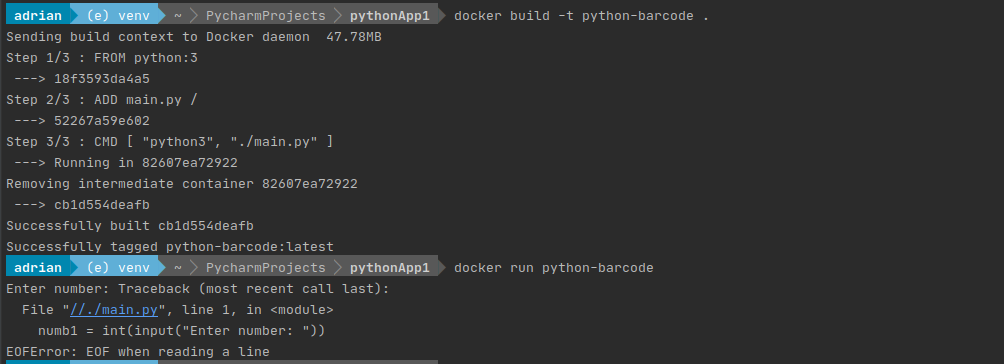 adrian (e) venv ~ PycharmProjects pythonApp1 docker build -t python-barcode .
Sending build context to Docker daemon  47.78MB
Step 1/3 : FROM python:3
 ---> 18f3593da4a5
Step 2/3 : ADD main.py /
 ---> 52267a59e602
Step 3/3 : CMD [ "python3", "./main.py" ]
 ---> Running in 82607ea72922
Removing intermediate container 82607ea72922
 ---> cb1d554deafb
Successfully built cb1d554deafb
Successfully tagged python-barcode:latest
adrian (e) venv ~ PycharmProjects pythonApp1 docker run python-barcode
Enter number: Traceback (most recent call last):
  File "//./main.py", line 1, in <module>
    numb1 = int(input("Enter number: "))
EOFError: EOF when reading a line